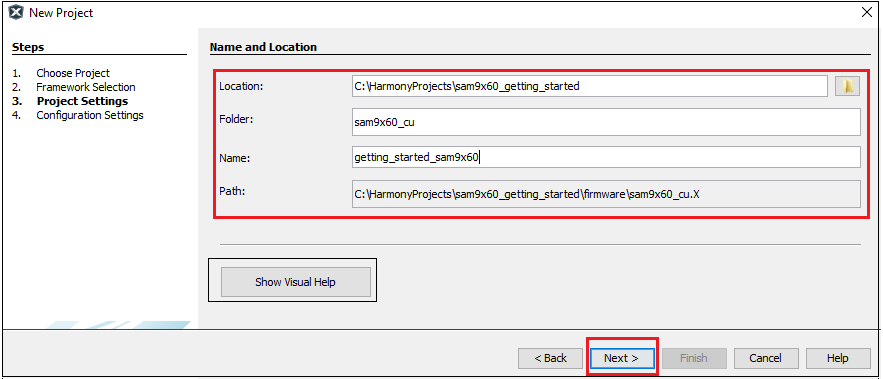 New Project
Steps
1. Choose Project
2. Framework Selection
3. Project Settings
4. Configuration Settings
Name and Location
Location: C:\HarmonyProjects\sam9x60_getting_started
Folder: sam9x60_cu
Name: getting_started_sam9x60
Path: C:\HarmonyProjects\sam9x60_getting_started\firmware\sam9x60_cu.X
Show Visual Help
< Back Next > Finish Cancel Help